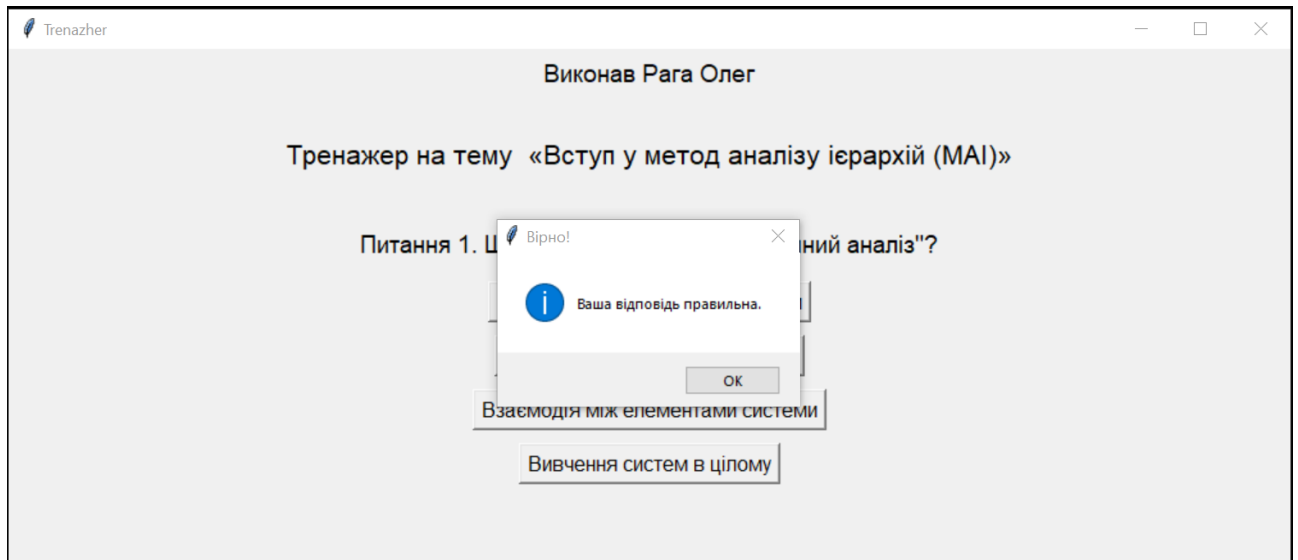 Trenazher
Виконав Рага Олег
Тренажер на тему «Вступ у метод аналізу ієрархій (МАІ)»
Питання 1. аналіз"?
Вірно!
Ваша відповідь правильна.
OK
Взаємодія між елементами системи
Вивчення систем в цілому